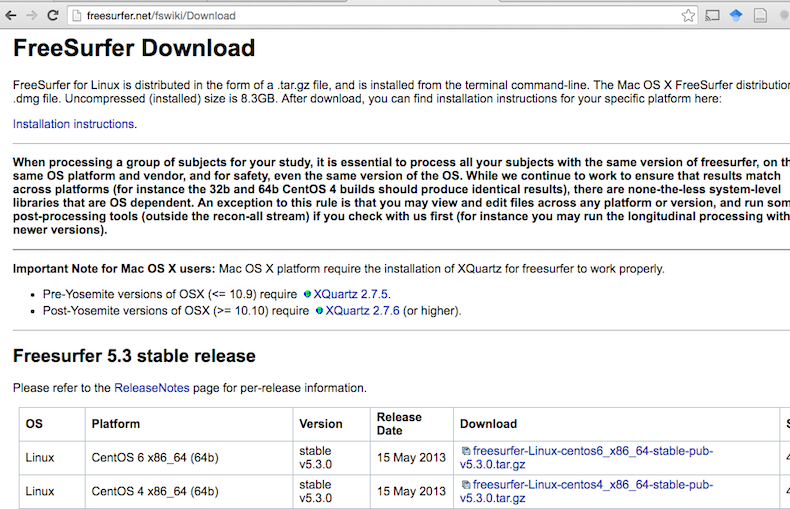 freesurfer.net/fswiki/Download
FreeSurfer Download
FreeSurfer for Linux is distributed in the form of a .tar.gz file, and is installed from the terminal command-line. The Mac OS X FreeSurfer
.dmg file. Uncompressed (installed) size is 8.3GB. After download, you can find installation instructions for your specific platform here:
Installation instructions.
When processing a group of subjects for your study, it is essential to process all your subjects with the same version of freesurfer, on
same OS platform and vendor, and for safety, even the same version of the OS. While we continue to work to ensure that results match
across platforms (for instance the 32b and 64b CentOS 4 builds should produce identical results), there are none-the-less system-level
libraries that are OS dependent. An exception to this rule is that you may view and edit files across any platform or version, and run
post-processing tools (outside the recon-all stream) if you check with us first (for instance you may run the longitudinal processing with
newer versions).
Important Note for Mac OS X users: Mac OS X platform require the installation of XQuartz for freesurfer to work properly.
• Pre-Yosemite versions of OSX (<= 10.9) require XQuartz 2.7.5.
• Post-Yosemite versions of OSX (>= 10.10) require XQuartz 2.7.6 (or higher).
Freesurfer 5.3 stable release
Please refer to the ReleaseNotes page for per-release information.
OS Platform Version Release Date Download
Linux CentOS 6 x86_64 (64b) stable v5.3.0 15 May 2013 freesurfer-Linux-centos6_x86_64-stable-pub-v5.3.0.tar.gz
Linux CentOS 4 x86_64 (64b) stable v5.3.0 15 May 2013 freesurfer-Linux-centos4_x86_64-stable-pub-v5.3.0.tar.gz